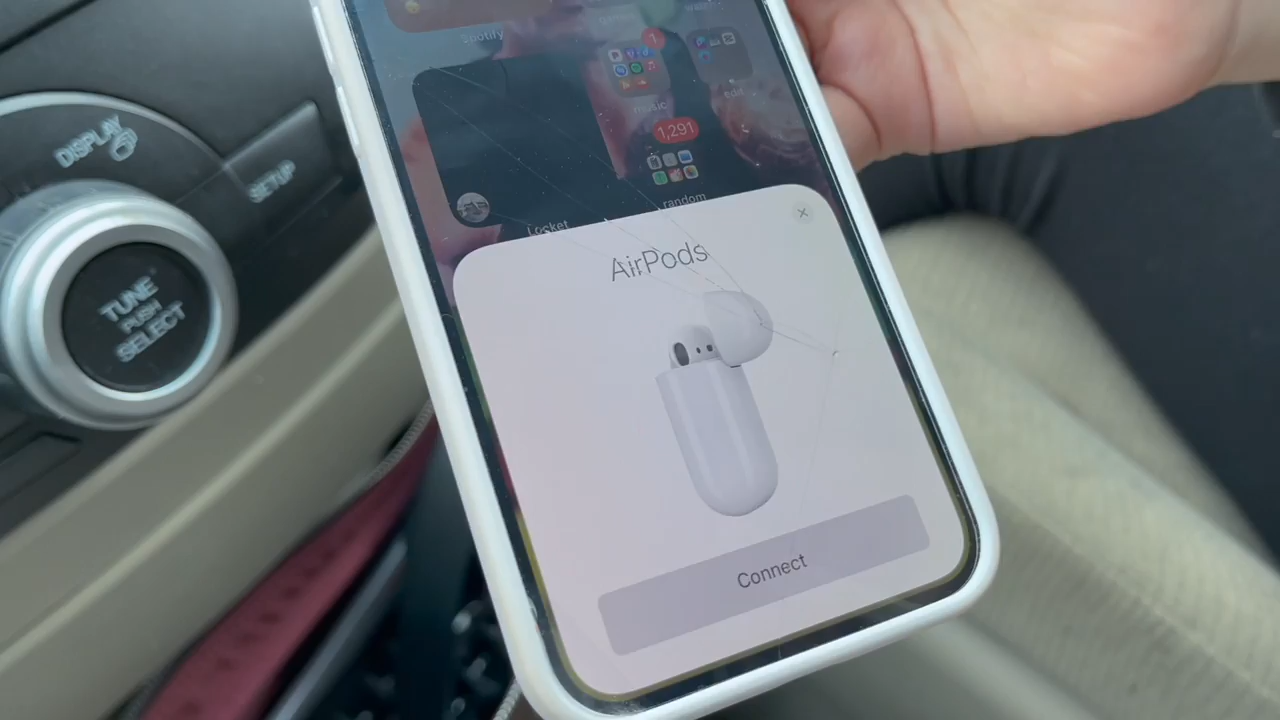 Spotify
1
music
edit
1,291
random
Locket
AirPods
Connect
DISPLAY
SETUP
TUNE
PUSH
SELECT